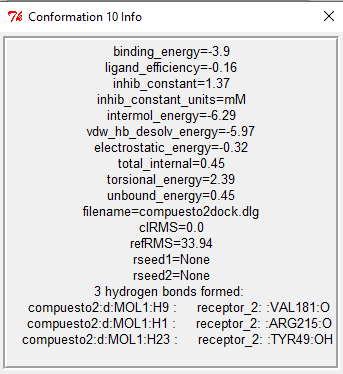 Conformation 10 Info
binding_energy=-3.9
ligand_efficiency=-0.16
inhib_constant=1.37
inhib_constant_units=mM
intermol_energy=-6.29
vdw_hb_desolv_energy=-5.97
electrostatic_energy=-0.32
total_internal=0.45
torsional_energy=2.39
unbound_energy=0.45
filename=compuesto2dock.dlg
clRMS=0.0
refRMS=33.94
rseed1=None
rseed2=None
3 hydrogen bonds formed:
compuesto2:d:MOL1:H9 : receptor_2: :VAL181:O
compuesto2:d:MOL1:H1 : receptor_2: :ARG215:O
compuesto2:d:MOL1:H23 : receptor_2: :TYR49:OH